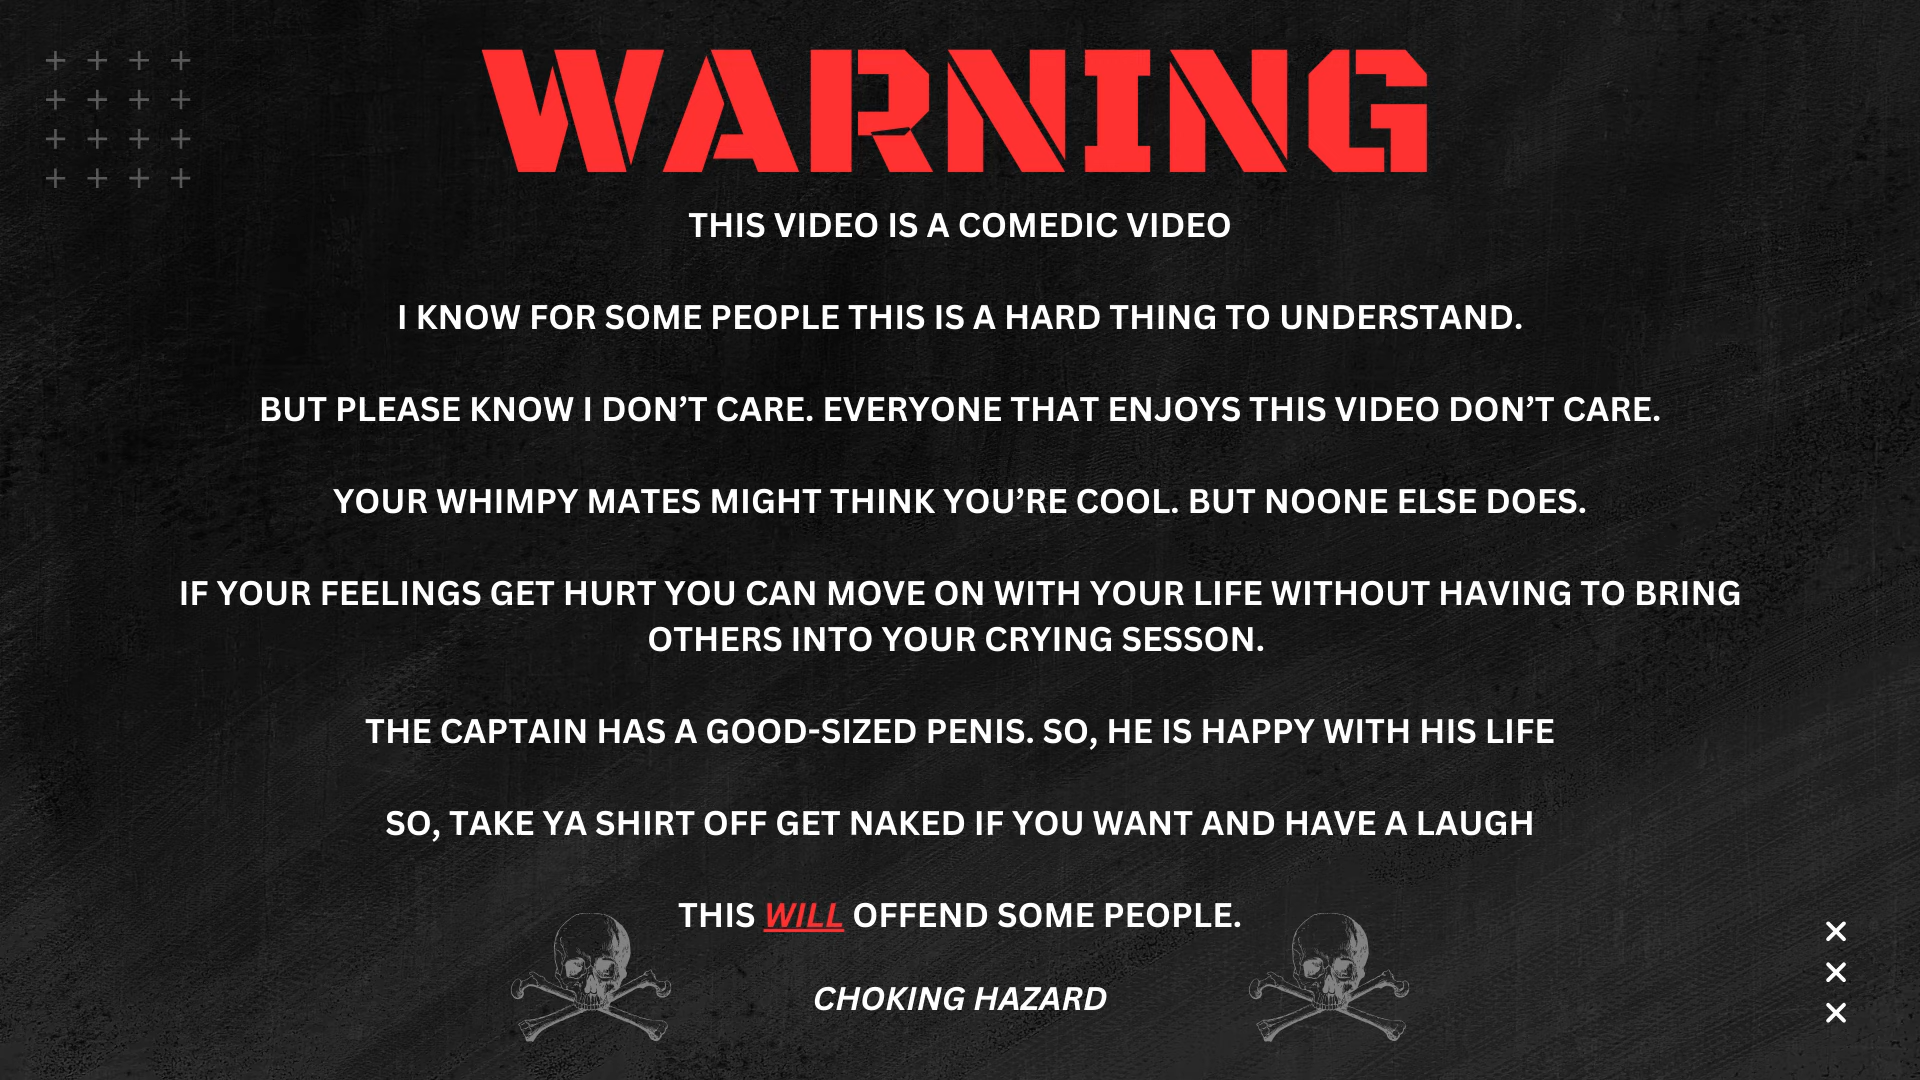 WARNING
THIS VIDEO IS A COMEDIC VIDEO
I KNOW FOR SOME PEOPLE THIS IS A HARD THING TO UNDERSTAND.
BUT PLEASE KNOW I DON’T CARE. EVERYONE THAT ENJOYS THIS VIDEO DON’T CARE.
YOUR WHIMPY MATES MIGHT THINK YOU’RE COOL. BUT NOONE ELSE DOES.
IF YOUR FEELINGS GET HURT YOU CAN MOVE ON WITH YOUR LIFE WITHOUT HAVING TO BRING
OTHERS INTO YOUR CRYING SESSON.
THE CAPTAIN HAS A GOOD-SIZED PENIS. SO, HE IS HAPPY WITH HIS LIFE
SO, TAKE YA SHIRT OFF GET NAKED IF YOU WANT AND HAVE A LAUGH
THIS WILL OFFEND SOME PEOPLE.
CHOKING HAZARD